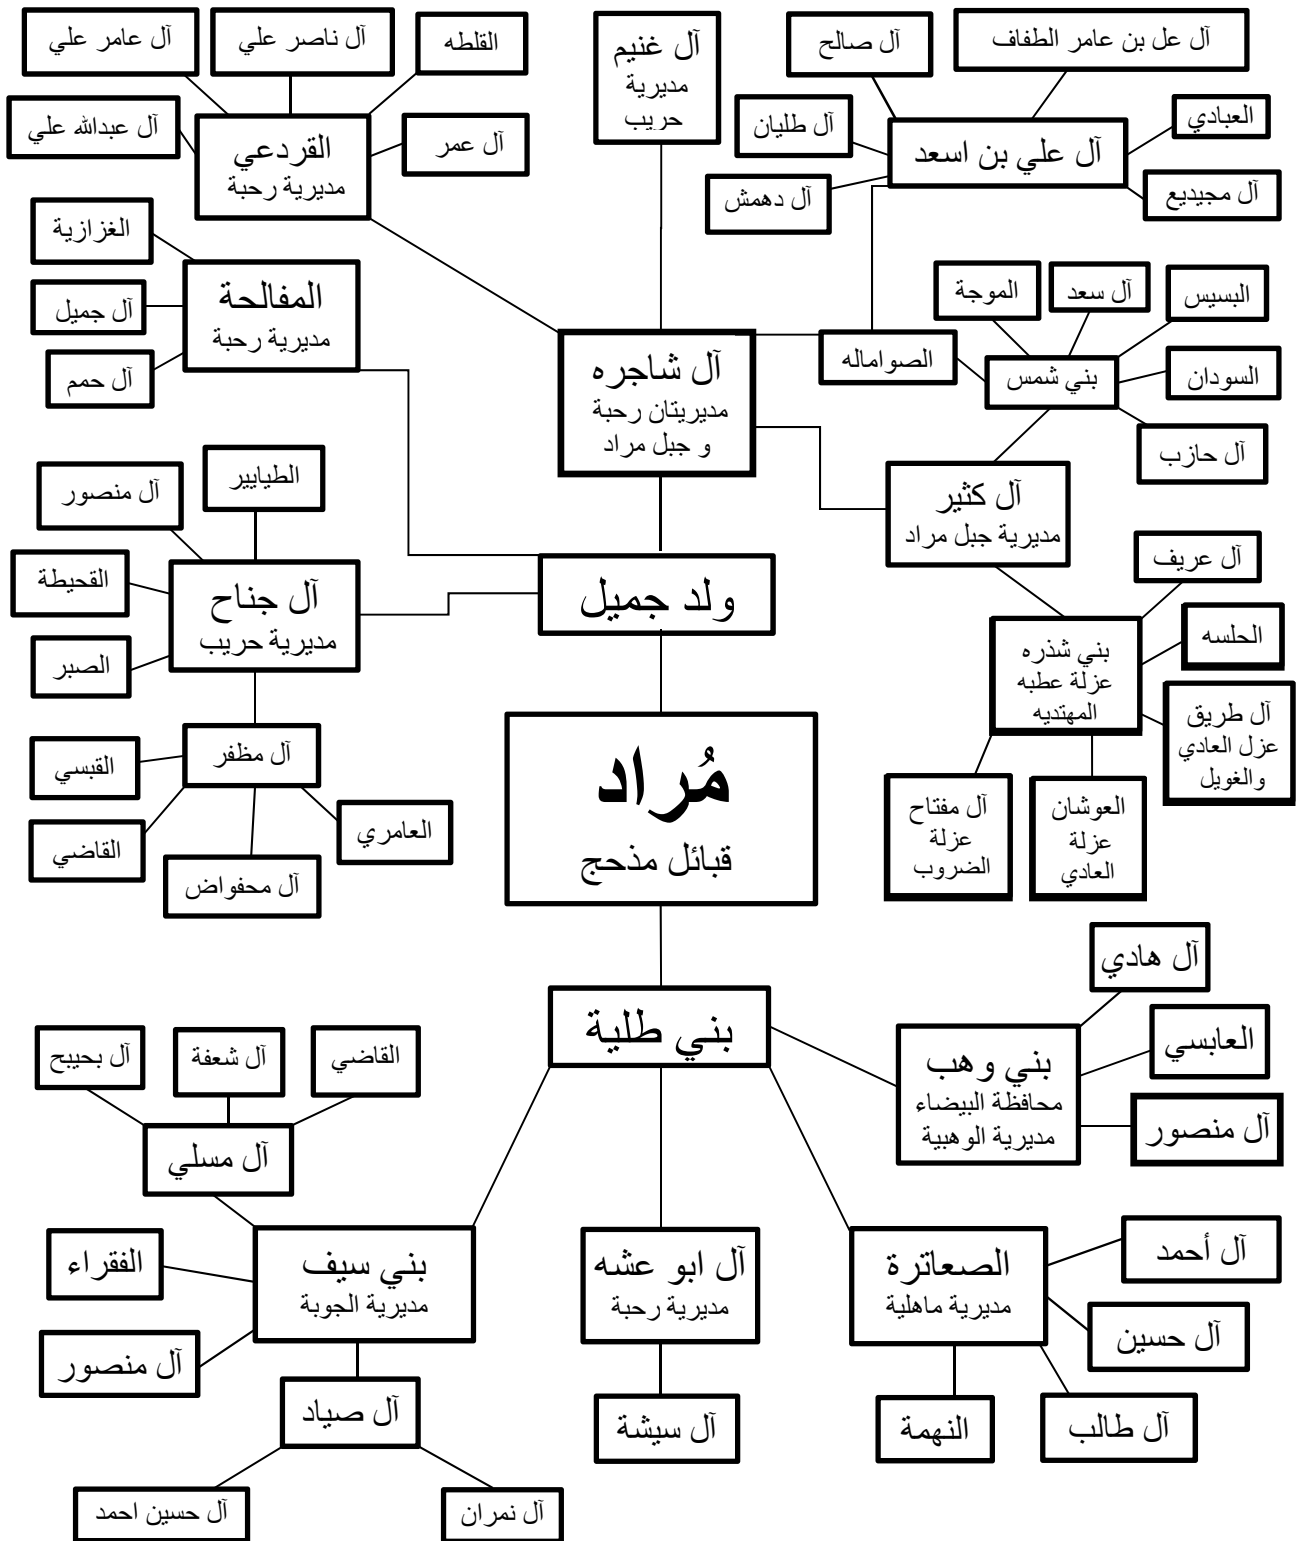 آل عل بن عامر الطفاف
آل صالح
آل غنيم
مديرية
حريب
القلطه
آل ناصر علي
آل عامر علي
العبادي
آل علي بن اسعد
آل طليان
آل مجيديع
آل دهمش
آل عمر
القردعي
مديرية رحبة
آل عبدالله علي
الغزازية
المفالحة
مديرية رحبة
آل جميل
آل حمم
البسيس
آل سعد
الموجة
الصوامله
بني شمس
السودان
آل حازب
آل شاجره
مديريتان رحبة
و جبل مراد
آل كثير
مديرية جبل مراد
الطيايير
آل منصور
القحيطة
آل جناح
مديرية حريب
الصبر
ولد جميل
آل عريف
الحلسه
بني شذره
عزلة عطبه
المهتديه
آل طريق
عزل العادي
والغويل
العوشان
عزلة
العادي
آل مفتاح
عزلة
الضروب
آل مظفر
القبسي
القاضي
آل محفواض
العامري
مُراد
قبائل مذحج
بني طلية
آل هادي
العابسي
آل منصور
بني وهب
محافظة البيضاء
مديرية الوهبية
القاضي
آل شعفة
آل بحيبح
آل مسلي
بني سيف
مديرية الجوبة
الفقراء
آل منصور
آل صياد
آل نمران
آل حسين احمد
آل ابو عشه
مديرية رحبة
آل سيشة
الصعاترة
مديرية ماهلية
آل أحمد
آل حسين
آل طالب
النهمة